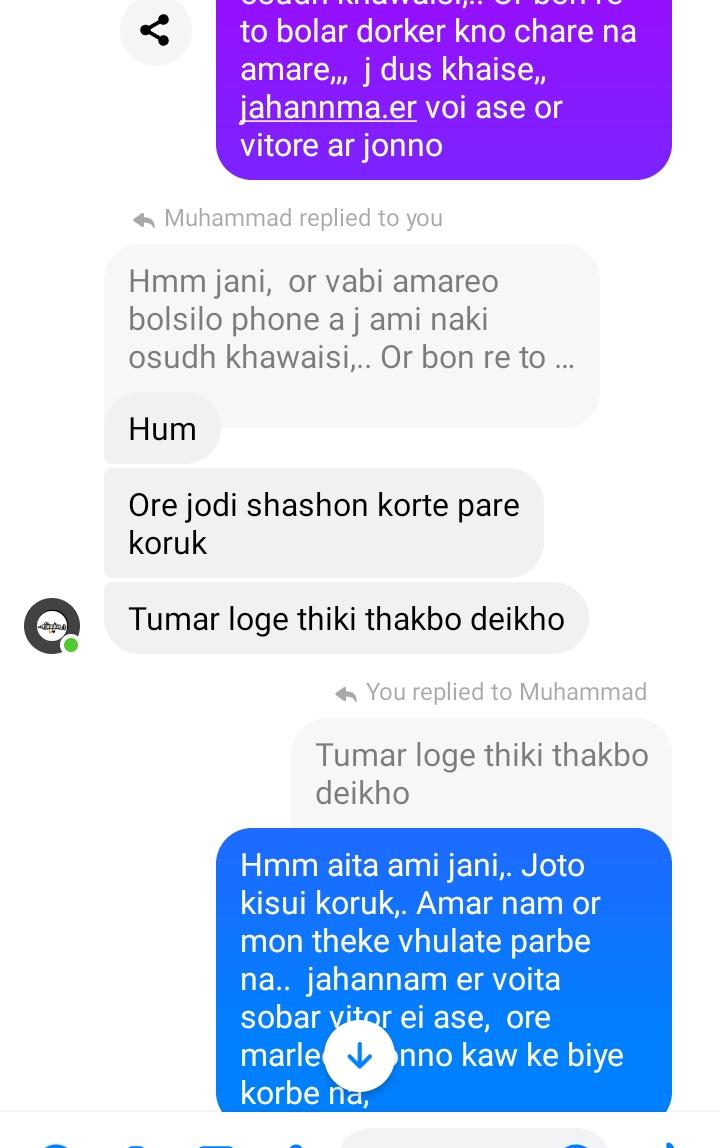 to bolar dorker kno chare na
amare,,, j dus khaise,,
jahannma.er voi ase or
vitore ar jonno
Muhammad replied to you
Hmm jani, or vabi amareo
bolsilo phone a j ami naki
osudh khawaisi,.. Or bon re to ...
Hum
Ore jodi shashon korte pare
koruk
Tumar loge thiki thakbo deikho
You replied to Muhammad
Tumar loge thiki thakbo
deikho
Hmm aita ami jani,. Joto
kisui koruk,. Amar nam or
mon theke vhulate parbe
na.. jahannam er voita
sobar vitor ei ase, ore
kaw ke biye
korbe na,